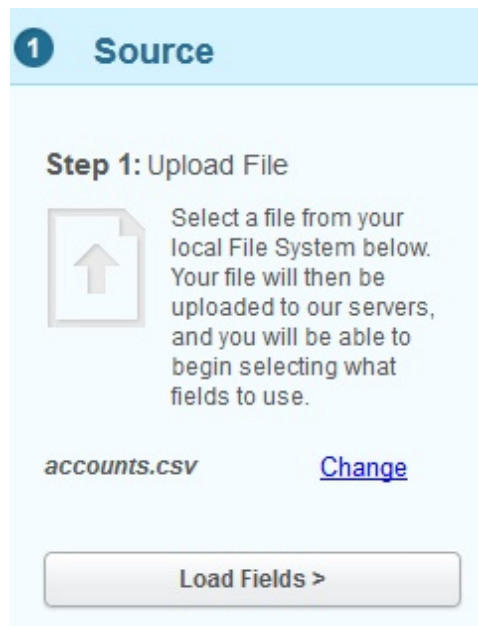 1 Source
Step 1: Upload File
Select a file from your
local File System below.
Your file will then be
uploaded to our servers,
and you will be able to
begin selecting what
fields to use.
accounts.csv Change
Load Fields >